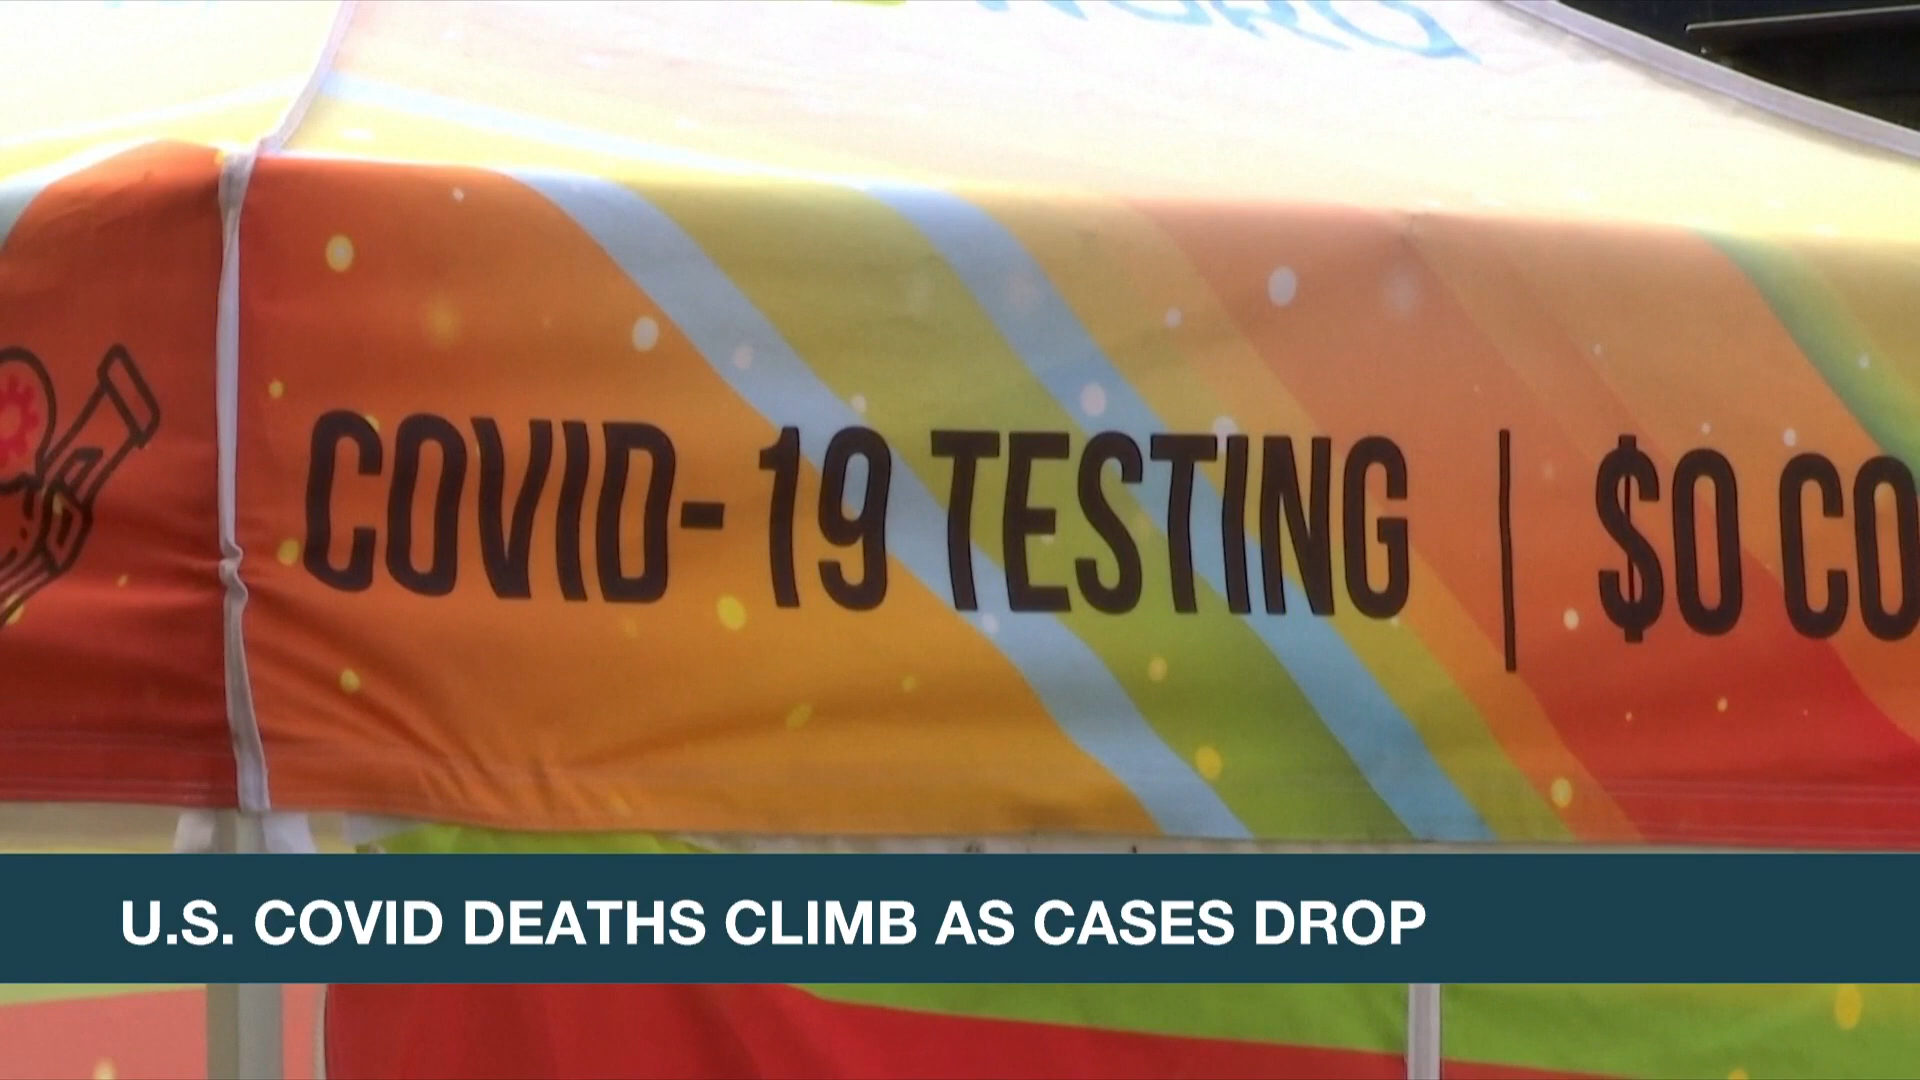 COVID-19 TESTING | $0 CO
U.S. COVID DEATHS CLIMB AS CASES DROP